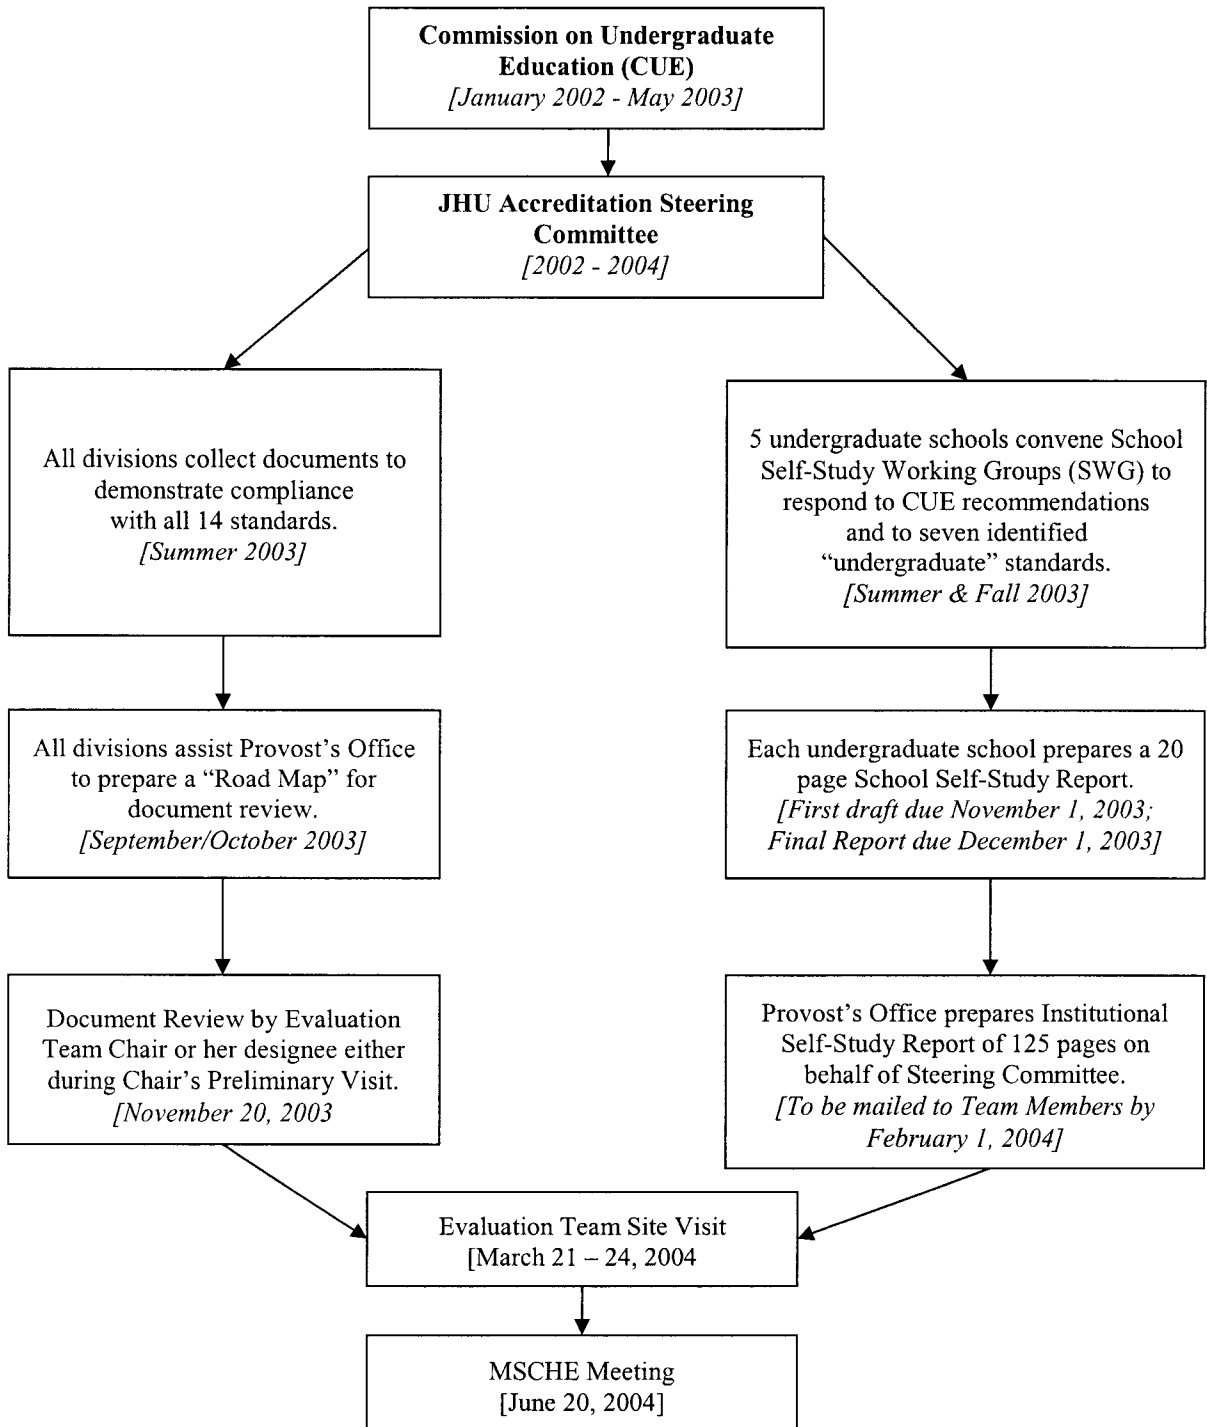 Commission on Undergraduate
Education (CUE)
[January 2002 - May 2003]
JHU Accreditation Steering
Committee
[2002 - 2004]
All divisions collect documents to
demonstrate compliance
with all 14 standards.
[Summer 2003]
5 undergraduate schools convene School
Self-Study Working Groups (SWG) to
respond to CUE recommendations
and to seven identified
“undergraduate” standards.
[Summer & Fall 2003]
All divisions assist Provost’s Office
to prepare a “Road Map” for
document review.
[September/October 2003]
Each undergraduate school prepares a 20
page School Self-Study Report.
[First draft due November 1, 2003;
Final Report due December 1, 2003]
Document Review by Evaluation
Team Chair or her designee either
during Chair’s Preliminary Visit.
[November 20, 2003
Provost’s Office prepares Institutional
Self-Study Report of 125 pages on
behalf of Steering Committee.
[To be mailed to Team Members by
February 1, 2004]
Evaluation Team Site Visit
[March 21 – 24, 2004
MSCHE Meeting
[June 20, 2004]